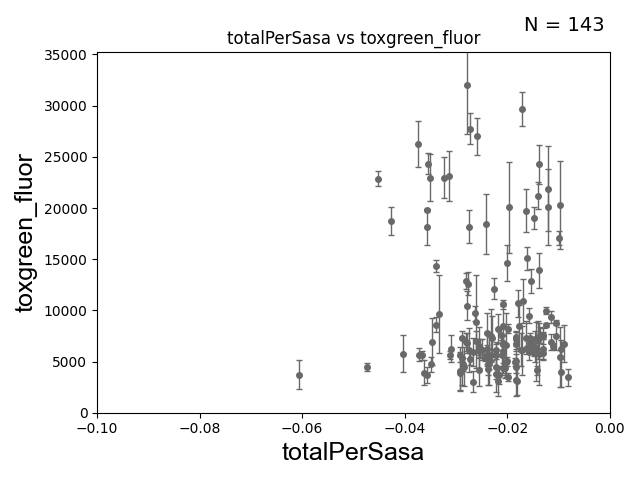 N = 143
totalPerSasa vs toxgreen_fluor
35000
30000
25000
20000
15000
10000
5000
0
toxgreen_fluor
−0.10 −0.08 −0.06 −0.04 −0.02 0.00
totalPerSasa